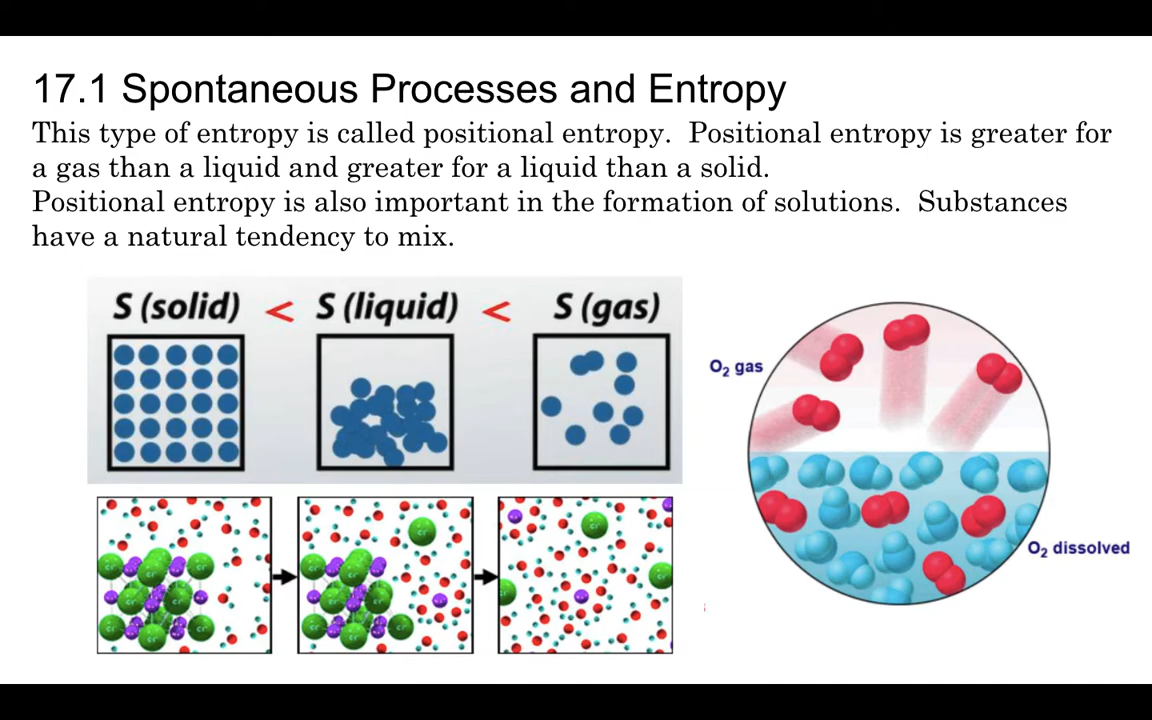 17.1 Spontaneous Processes and Entropy
This type of entropy is called positional entropy.  Positional entropy is greater for
a gas than a liquid and greater for a liquid than a solid.
Positional entropy is also important in the formation of solutions.  Substances
have a natural tendency to mix.
S (solid) < S (liquid) < S (gas)
O₂ gas
O₂ dissolved